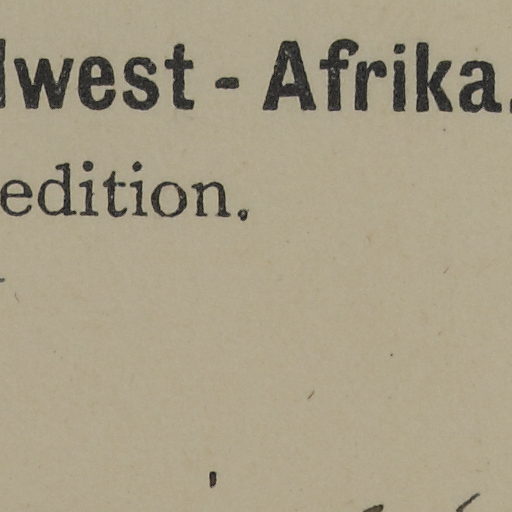 dwest - Afrika.
edition.